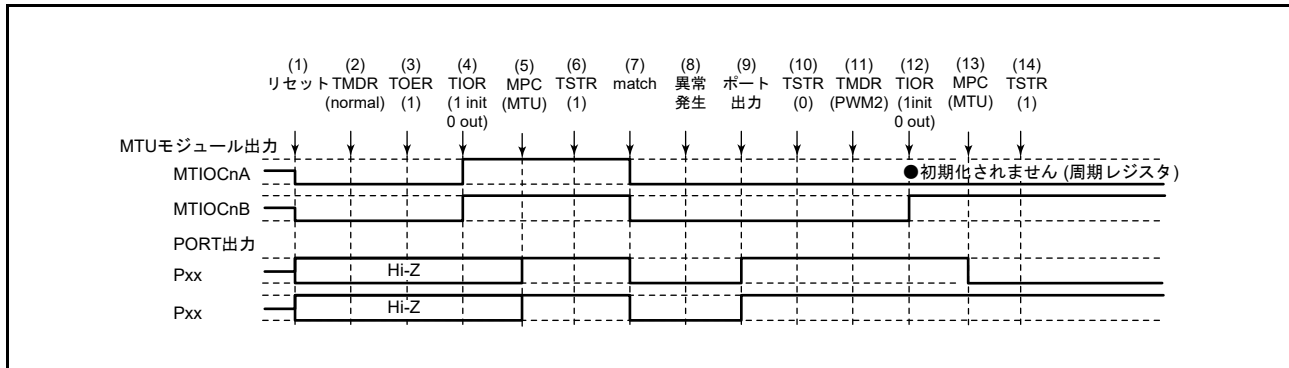 (1) (2) (3) (4) (5) (6) (7) (8) (9) (10) (11) (12) (13) (14)
リセット TMDR TOER TIOR MPC TSTR match 異常 ポート TSTR TMDR TIOR MPC TSTR
(normal) (1) (1 init (MTU) (1) 発生 出力 (0) (PWM2) (1init (MTU) (1)
0 out) 0 out)
MTUモジュール出力
MTIOCnA ●初期化されません (周期レジスタ)
MTIOCnB
PORT出力
Pxx Hi-Z
Pxx Hi-Z